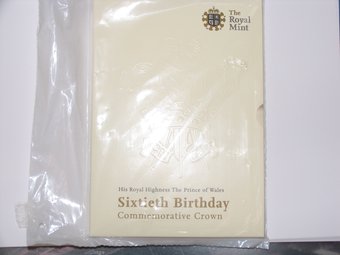 The
Royal
Mint
His Royal Highness The Prince of Wales
Sixtieth Birthday
Commemorative Crown